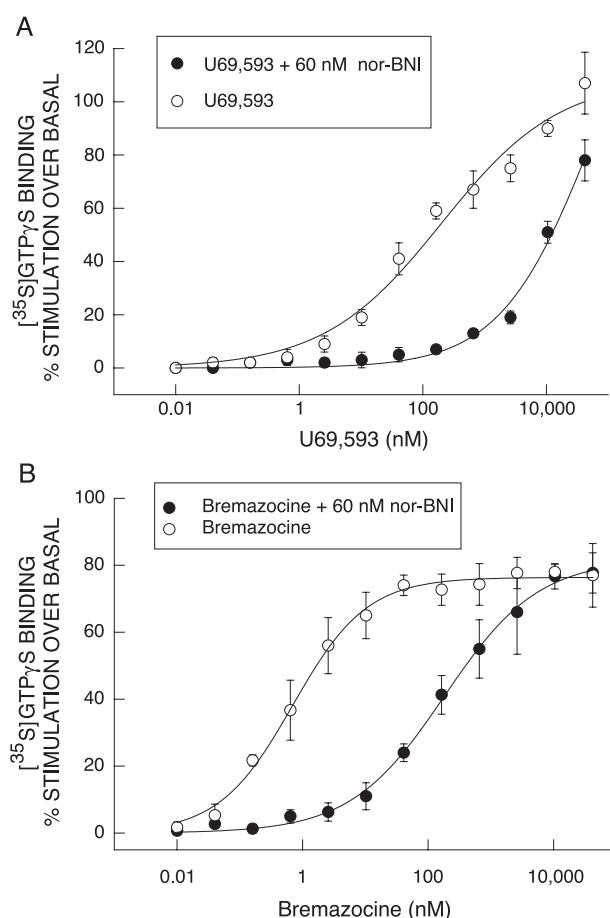 A
[35S]GTPγS BINDING
% STIMULATION OVER BASAL
120
100
80
60
40
20
0
U69,593 + 60 nM nor-BNI
U69,593
0.01
1
100
10,000
U69,593 (nM)
B
[35S]GTPγS BINDING
% STIMULATION OVER BASAL
100
80
60
40
20
0
Bremazocine + 60 nM nor-BNI
Bremazocine
0.01
1
100
10,000
Bremazocine (nM)